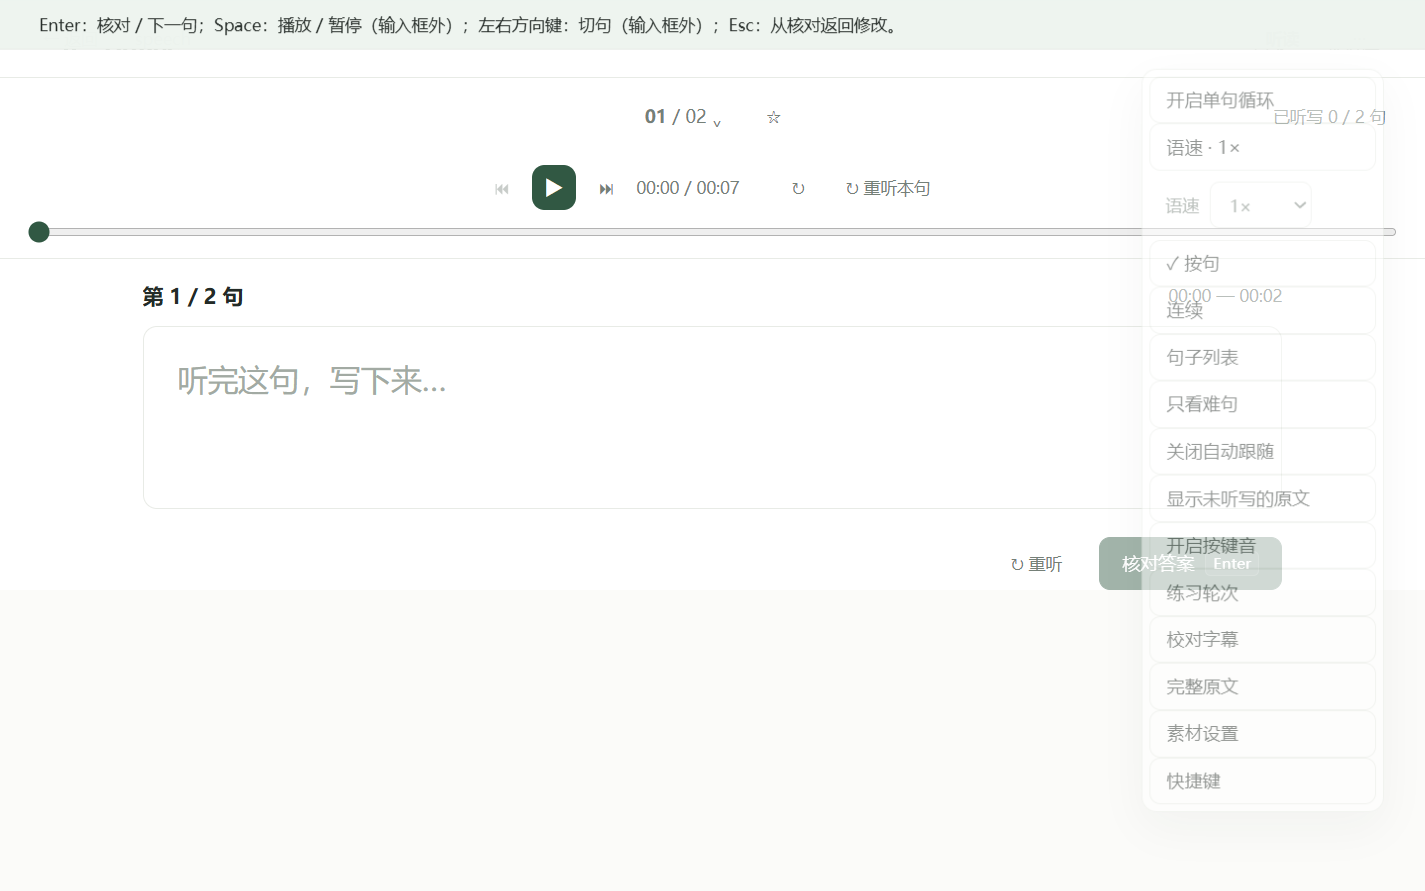 Enter：核对 / 下一句；Space：播放 / 暂停（输入框外）；左右方向键：切句（输入框外）；Esc：从核对返回修改。
01 / 02
已听写 0 / 2 句
00:00 / 00:07
重听本句
第 1 / 2 句
00:00 — 00:02
听完这句，写下来...
重听
核对答案 Enter
开启单句循环
语速 · 1×
语速 1×
✓ 按句
连续
句子列表
只看难句
关闭自动跟随
显示未听写的原文
开启按键音
练习轮次
校对字幕
完整原文
素材设置
快捷键